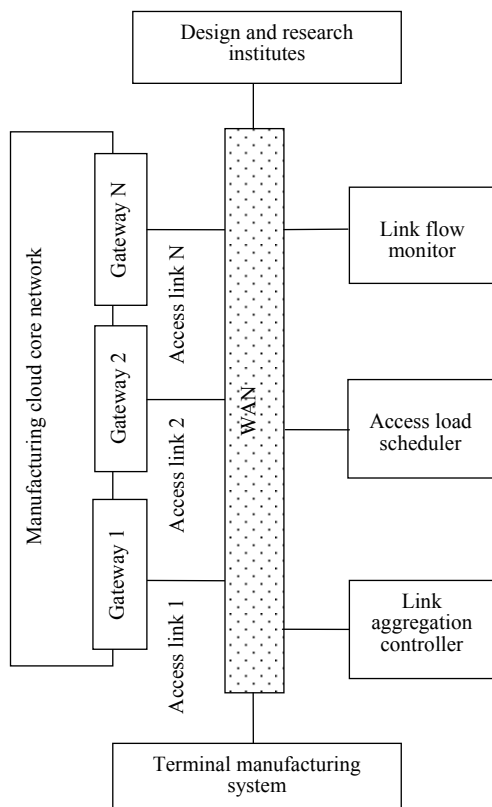 Design and research
institutes
Manufacturing cloud core network
Gateway N
Access link N
Link flow
monitor
Gateway 2
Access link 2
WAN
Access load
scheduler
Gateway 1
Access link 1
Link
aggregation
controller
Terminal manufacturing
system